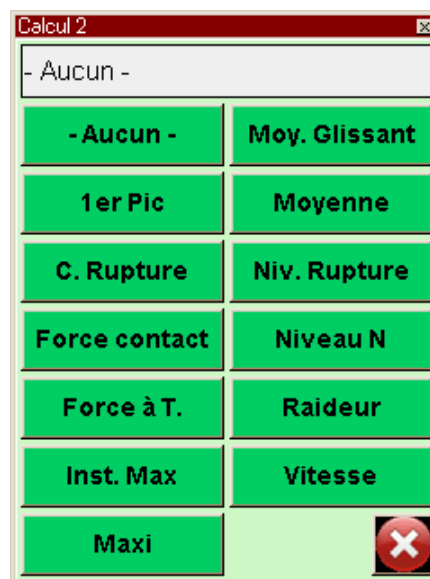 Calcul 2
- Aucun -
- Aucun - Moy. Glissant
1er Pic Moyenne
C. Rupture Niv. Rupture
Force contact Niveau N
Force à T. Raideur
Inst. Max Vitesse
Maxi